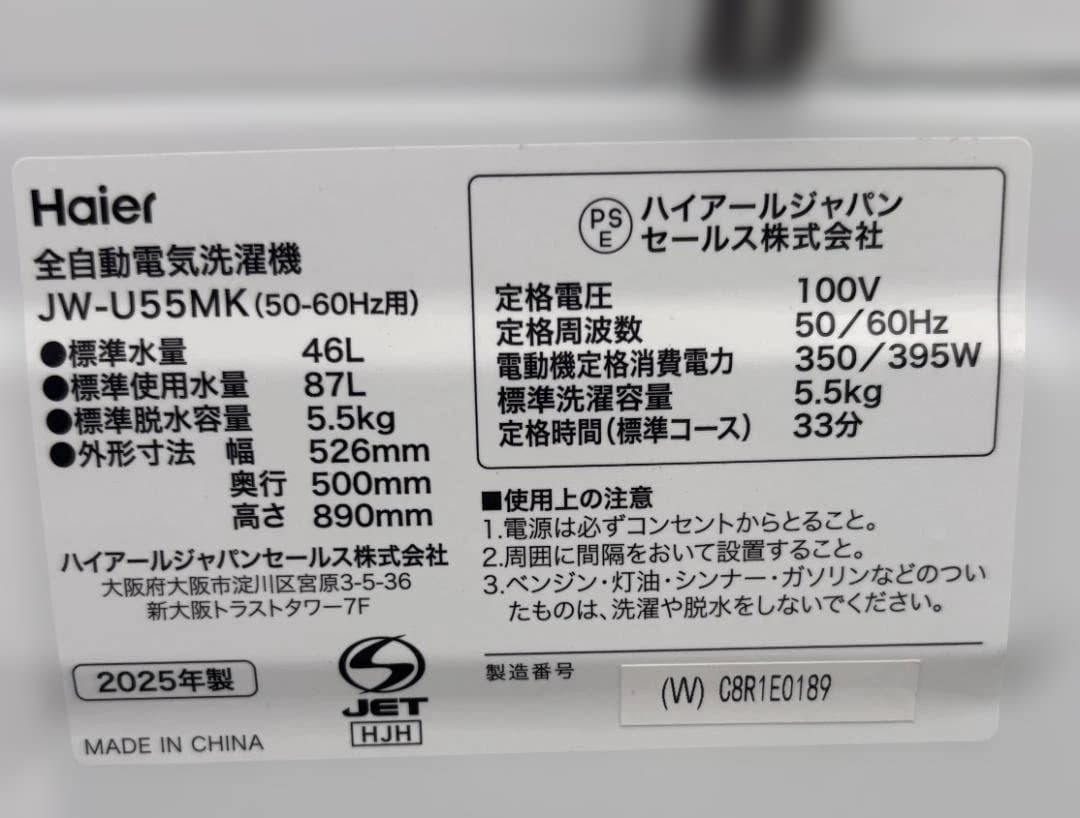 Haier
全自動電気洗濯機
JW-U55MK(50-60Hz用)
●標準水量 46L
●標準使用水量 87L
●標準脱水容量 5.5kg
●外形寸法 幅 526mm
奥行 500mm
高さ 890mm
ハイアールジャパンセールス株式会社
大阪府大阪市淀川区宮原3-5-36
新大阪トラストタワー7F
2025年製
MADE IN CHINA
JET
HJH
PS
E
ハイアールジャパン
セールス株式会社
定格電圧 100V
定格周波数 50/60Hz
電動機定格消費電力 350/395W
標準洗濯容量 5.5kg
定格時間(標準コース) 33分
■使用上の注意
1.電源は必ずコンセントからとること。
2.周囲に間隔をおいて設置すること。
3.ベンジン・灯油・シンナー・ガソリンなどのつい
たものは、洗濯や脱水をしないでください。
製造番号
(W) C8R1E0189